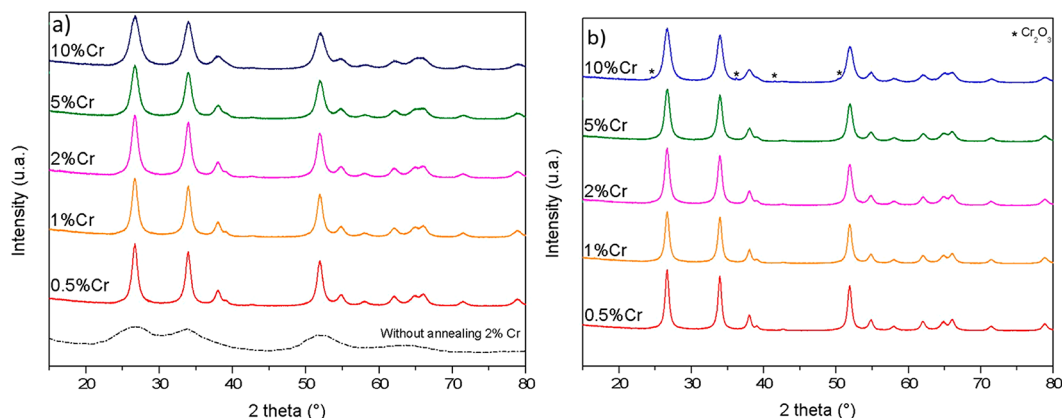 a)
10%Cr
5%Cr
2%Cr
1%Cr
0.5%Cr
Without annealing 2% Cr
Intensity (u.a.)
20 30 40 50 60 70 80
2 theta (°)
b)
* Cr₂O₃
10%Cr
* * * *
5%Cr
2%Cr
1%Cr
0.5%Cr
Intensity (u.a.)
20 30 40 50 60 70 80
2 theta (°)